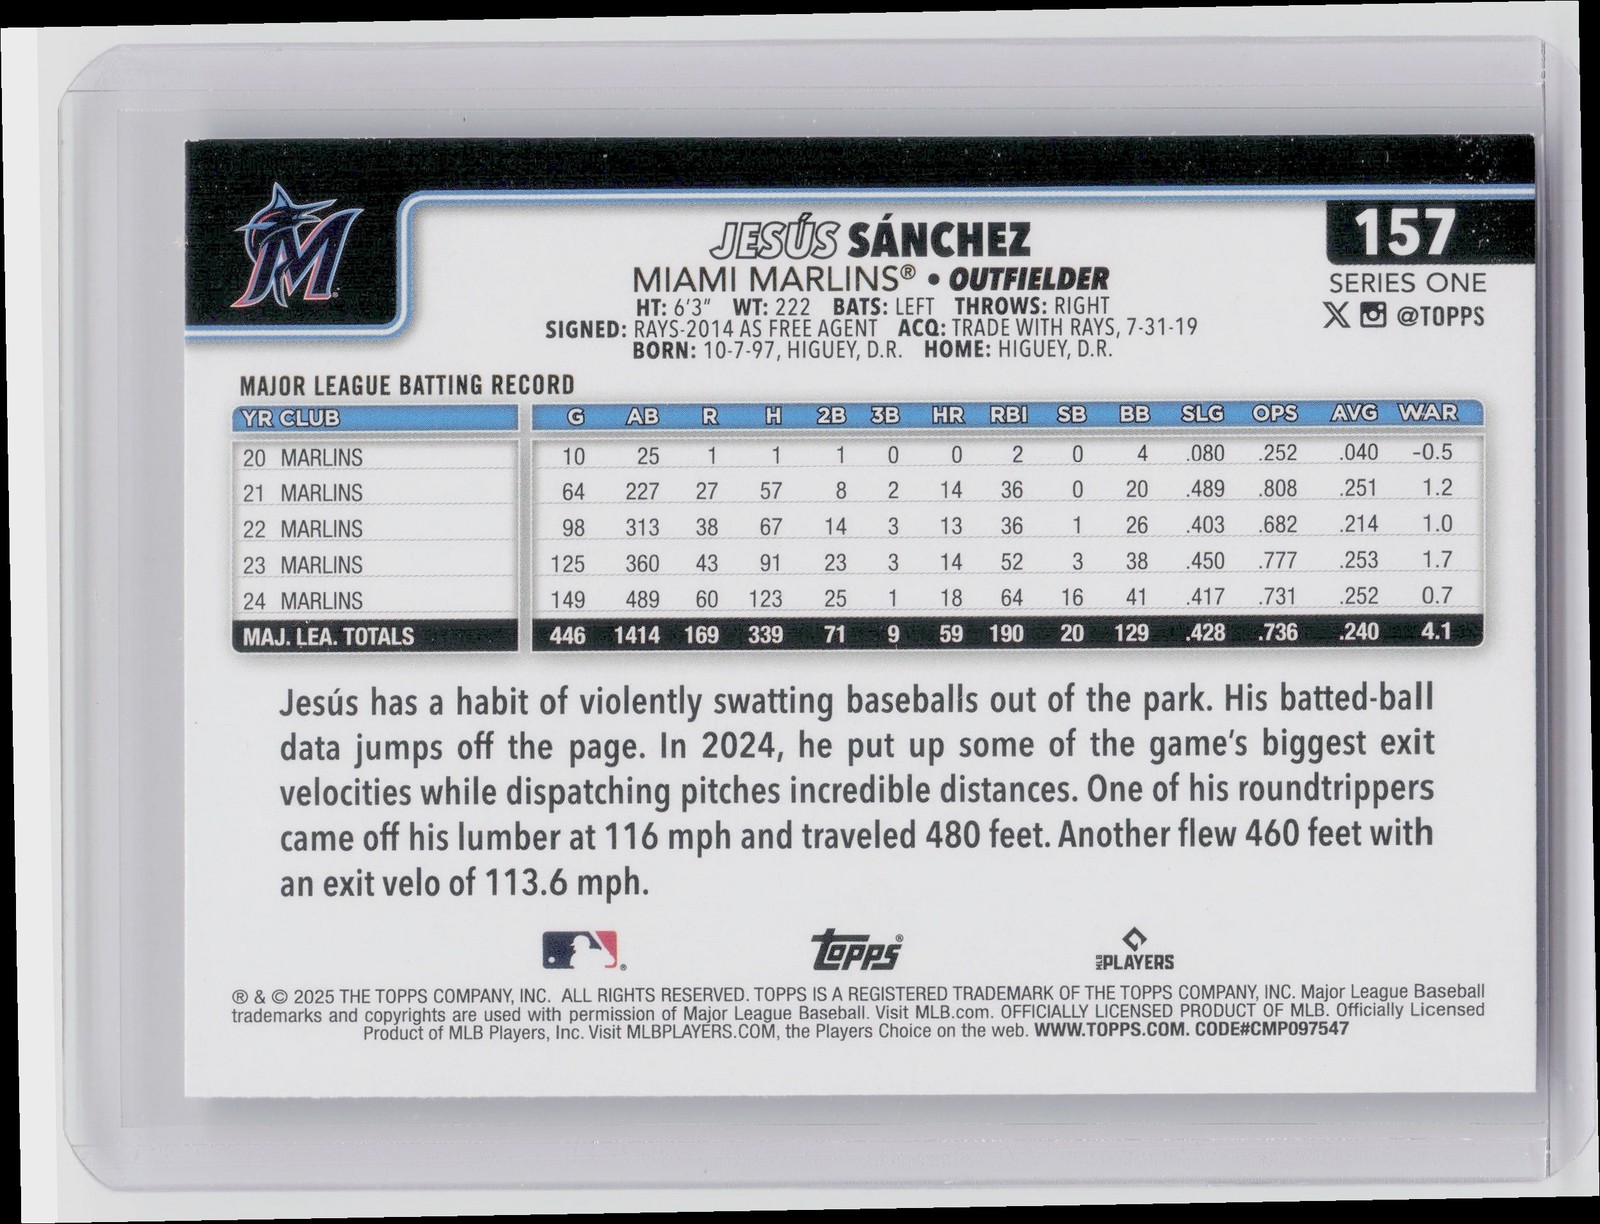 JESÚS SÁNCHEZ
157
MIAMI MARLINS® • OUTFIELDER
SERIES ONE
HT: 6'3" WT: 222 BATS: LEFT THROWS: RIGHT
@TOPPS
SIGNED: RAYS-2014 AS FREE AGENT ACQ: TRADE WITH RAYS, 7-31-19
BORN: 10-7-97, HIGUEY, D.R. HOME: HIGUEY, D.R.
MAJOR LEAGUE BATTING RECORD
YR CLUB G AB R H 2B 3B HR RBI SB BB SLG OPS AVG WAR
20 MARLINS 10 25 1 1 1 0 0 2 0 4 .080 .252 .040 -0.5
21 MARLINS 64 227 27 57 8 2 14 36 0 20 .489 .808 .251 1.2
22 MARLINS 98 313 38 67 14 3 13 36 1 26 .403 .682 .214 1.0
23 MARLINS 125 360 43 91 23 3 14 52 3 38 .450 .777 .253 1.7
24 MARLINS 149 489 60 123 25 1 18 64 16 41 .417 .731 .252 0.7
MAJ. LEA. TOTALS 446 1414 169 339 71 9 59 190 20 129 .428 .736 .240 4.1
Jesús has a habit of violently swatting baseballs out of the park. His batted-ball
data jumps off the page. In 2024, he put up some of the game's biggest exit
velocities while dispatching pitches incredible distances. One of his roundtrippers
came off his lumber at 116 mph and traveled 480 feet. Another flew 460 feet with
an exit velo of 113.6 mph.
Topps®
MLB PLAYERS
® & © 2025 THE TOPPS COMPANY, INC. ALL RIGHTS RESERVED. TOPPS IS A REGISTERED TRADEMARK OF THE TOPPS COMPANY, INC. Major League Baseball
trademarks and copyrights are used with permission of Major League Baseball. Visit MLB.com. OFFICIALLY LICENSED PRODUCT OF MLB. Officially Licensed
Product of MLB Players, Inc. Visit MLBPLAYERS.COM, the Players Choice on the web. WWW.TOPPS.COM. CODE#CMP097547